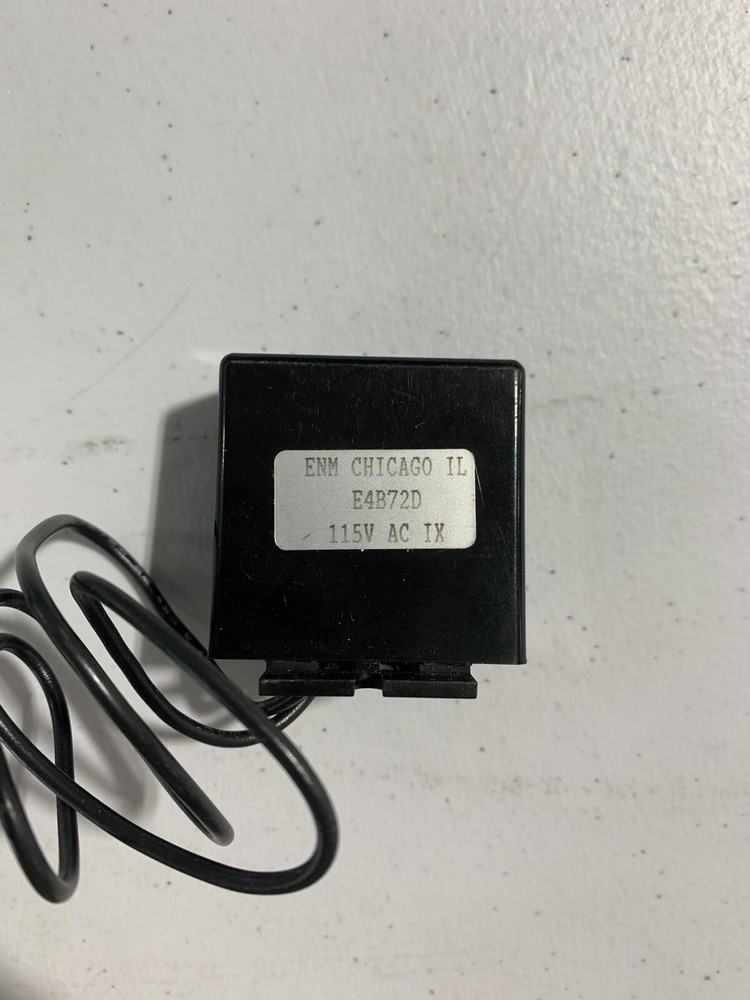 ENM CHICAGO IL
E4B72D
115V AC IX